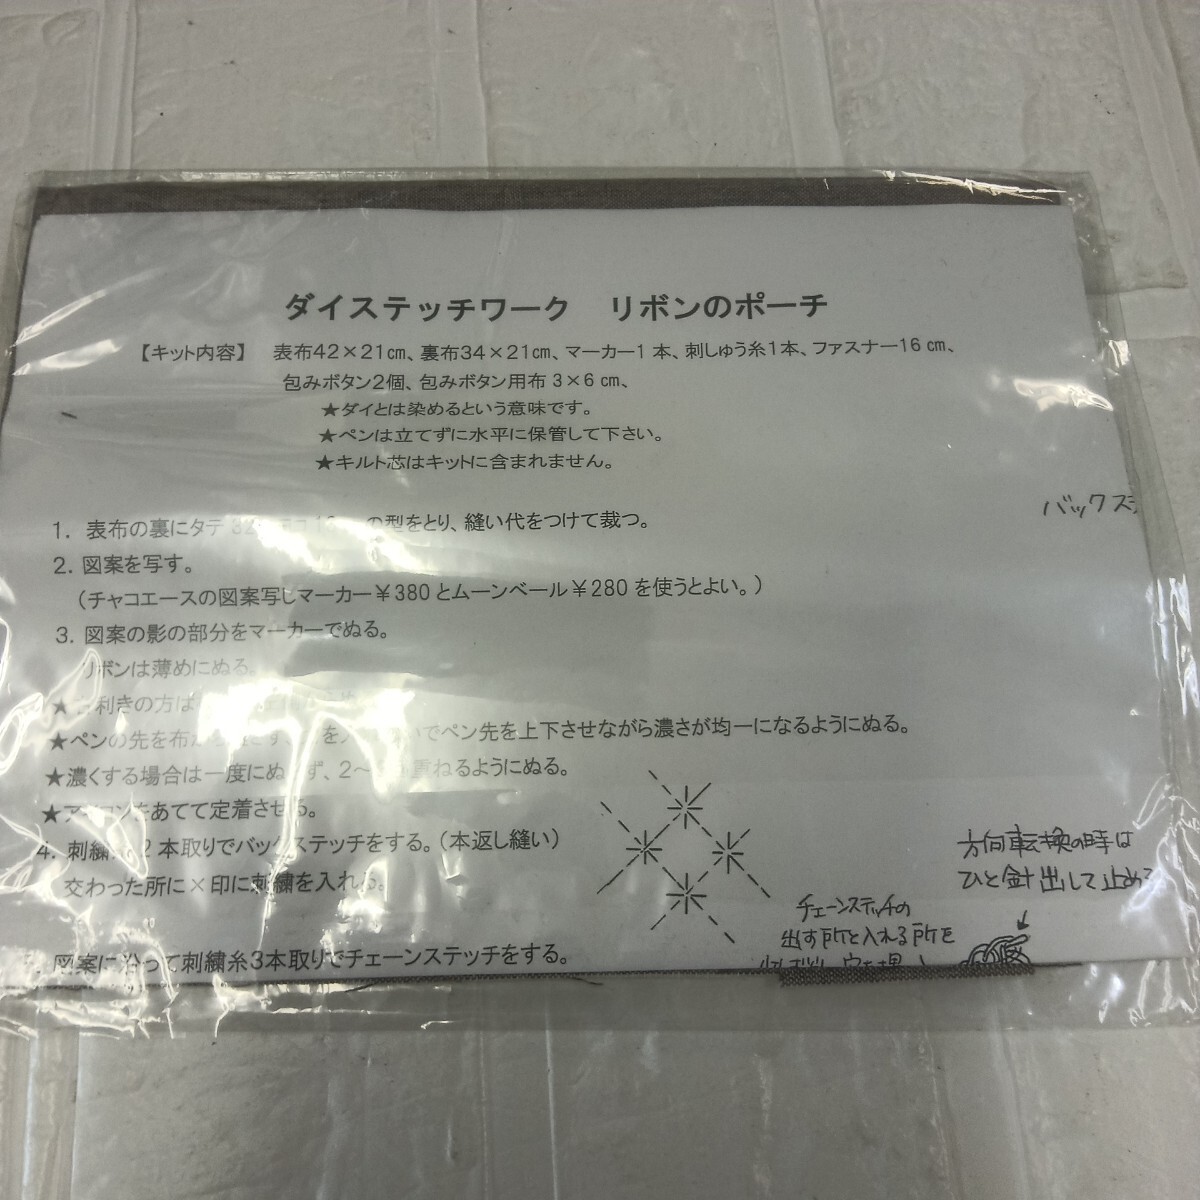 ダイステッチワーク リボンのポーチ
【キット内容】 表布42×21㎝、裏布34×21㎝、マーカー1本、刺しゅう糸1本、ファスナー16㎝、
包みボタン2個、包みボタン用布3×6㎝、
★ダイとは染めるという意味です。
★ペンは立てずに水平に保管して下さい。
★キルト芯はキットに含まれません。
バックス
1. 表布の裏にタテ32 の型をとり、縫い代をつけて裁つ。
2. 図案を写す。
(チャコエースの図案写しマーカー¥380とムーンベール¥280を使うとよい。)
3. 図案の影の部分をマーカーでぬる。
リボンは薄めにぬる。
★ 利きの方は
★ペンの先を布から でペン先を上下させながら濃さが均一になるようにぬる。
★濃くする場合は一度にぬ ず、2～ 重ねるようにぬる。
★アイロンをあてて定着させる。
4. 刺繍 2本取りでバックステッチをする。(本返し縫い)
交わった所に×印に刺繍を入れる。
方向転換の時は
ひと針出して止め
チェーンステッチの
出す所と入れる所を
図案に沿って刺繍糸3本取りでチェーンステッチをする。